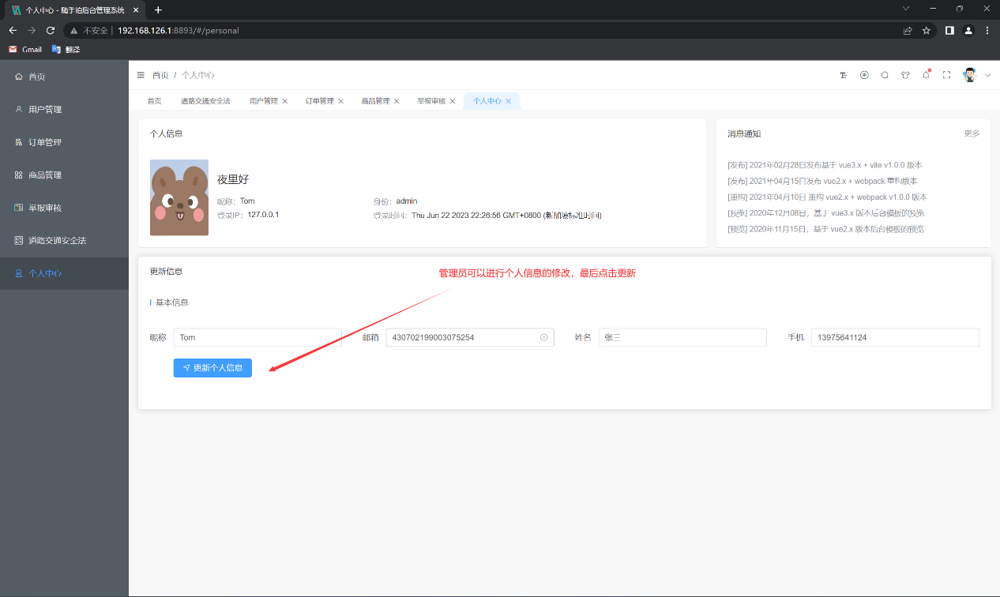 个人中心 - 随手拍后台管理系统
不安全 192.168.126.1:8893/#/personal
Gmail 翻译
首页
用户管理
订单管理
商品管理
举报审核
道路交通安全法
个人中心
首页 / 个人中心
首页 道路交通安全法 用户管理 订单管理 商品管理 举报审核 个人中心
个人信息
夜里好
昵称: Tom 身份: admin
登录IP: 127.0.0.1 登录时间: Thu Jun 22 2023 22:26:56 GMT+0800 (新加坡标准时间)
消息通知 更多
[发布] 2021年02月28日发布基于 vue3.x + vite v1.0.0 版本
[发布] 2021年04月15日发布 vue2.x + webpack 重构版本
[重构] 2021年04月10日 重构 vue2.x + webpack v1.0.0 版本
[预览] 2020年12月08日，基于 vue3.x 版本后台模板的预览
[预览] 2020年11月15日，基于 vue2.x 版本后台模板的预览
更新信息
管理员可以进行个人信息的修改，最后点击更新
基本信息
昵称 Tom 邮箱 430702199003075254 姓名 张三 手机 13975641124
更新个人信息